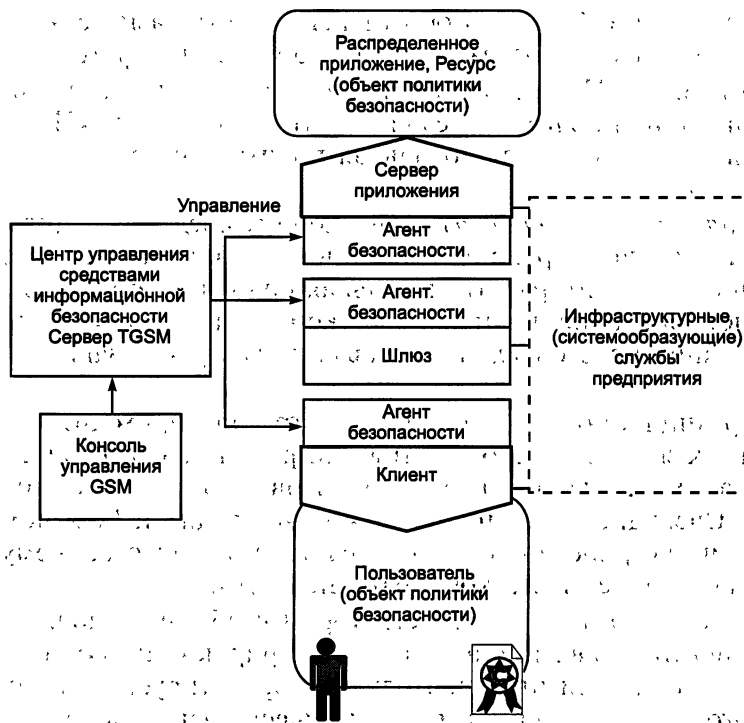 Распределенное
приложение, Ресурс
(объект политики
безопасности)
Сервер
приложения
Управление
Агент
безопасности
Центр управления
средствами
информационной
безопасности
Сервер TGSM
Агент.
безопасности
Шлюз
Инфраструктурные
(системообразующие)
службы
предприятия
Агент
безопасности
Консоль
управления
GSM
Клиент
Пользователь
(объект политики
безопасности)